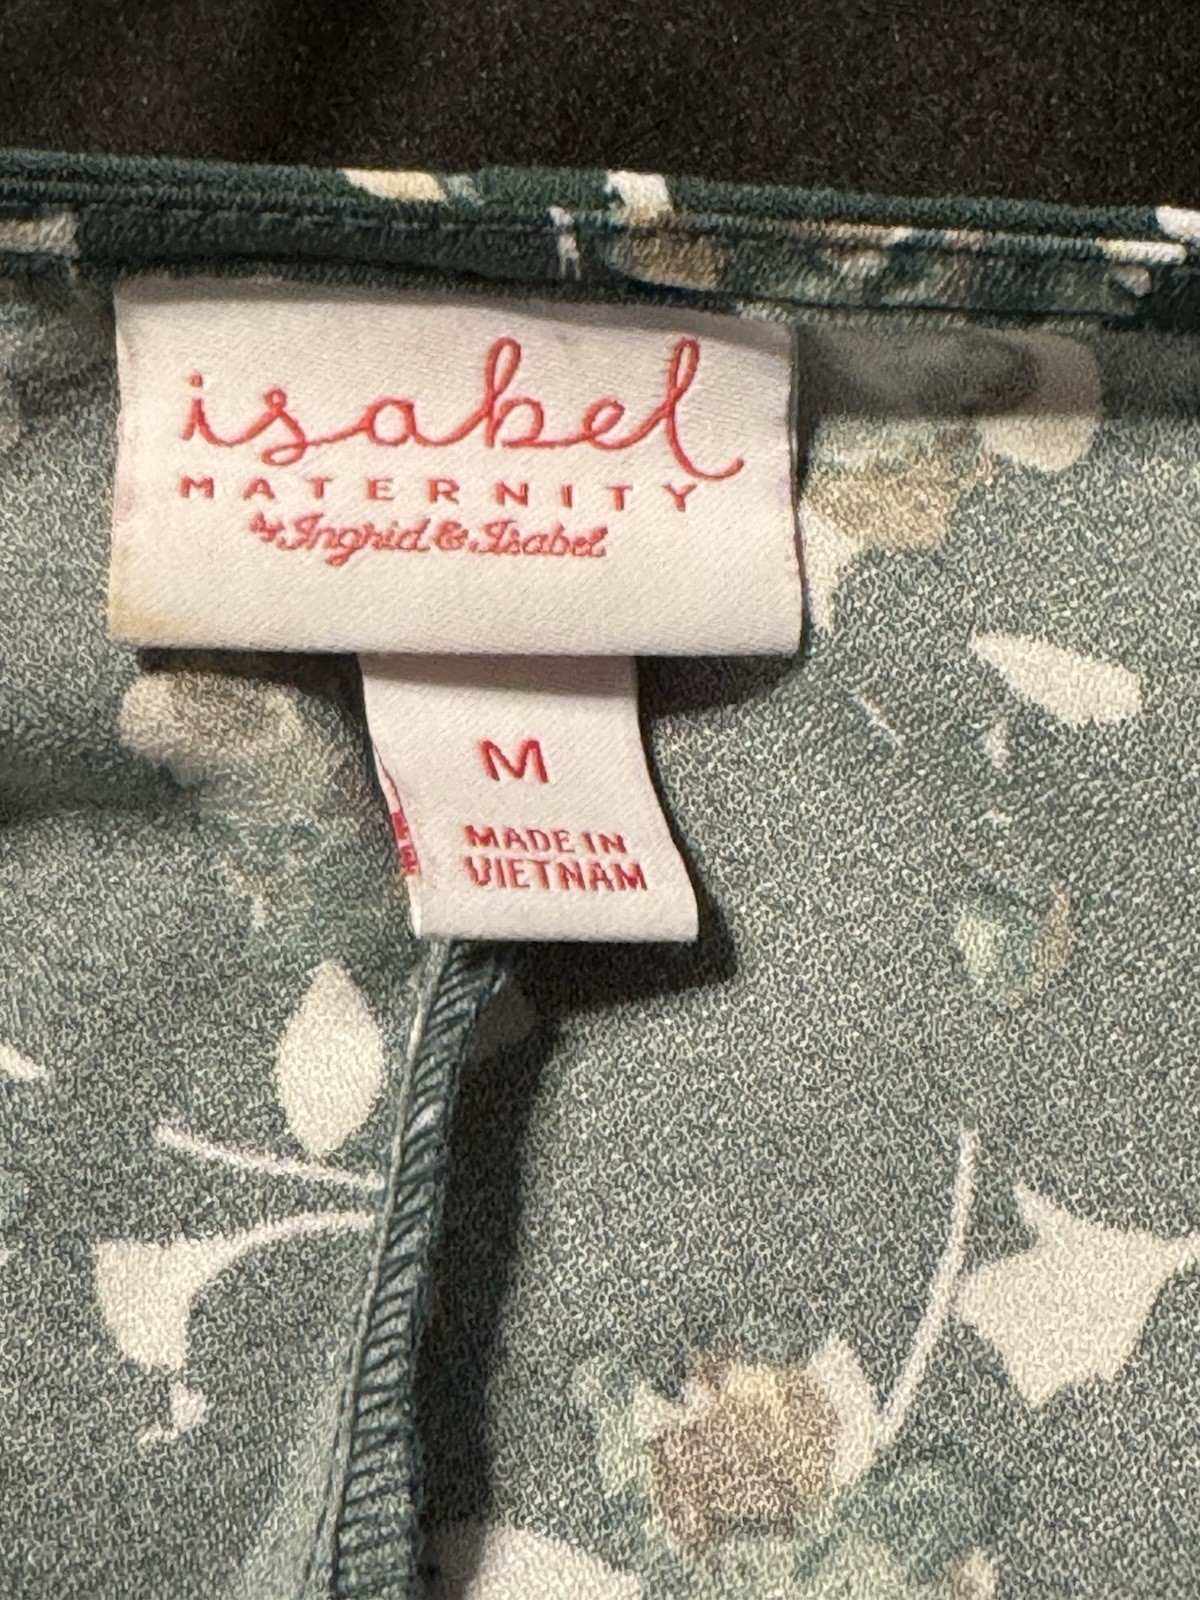 isabel
MATERNITY
by Ingrid & Isabel
M
MADE IN
VIETNAM